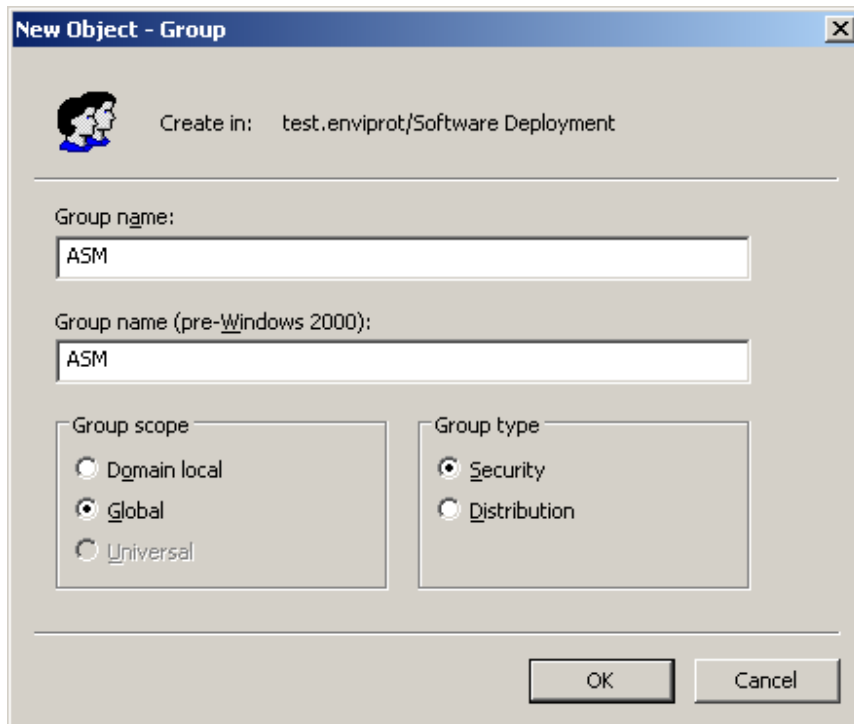 New Object - Group
Create in: test.enviprot/Software Deployment
Group name:
ASM
Group name (pre-Windows 2000):
ASM
Group scope
Domain local
Global
Universal
Group type
Security
Distribution
OK Cancel